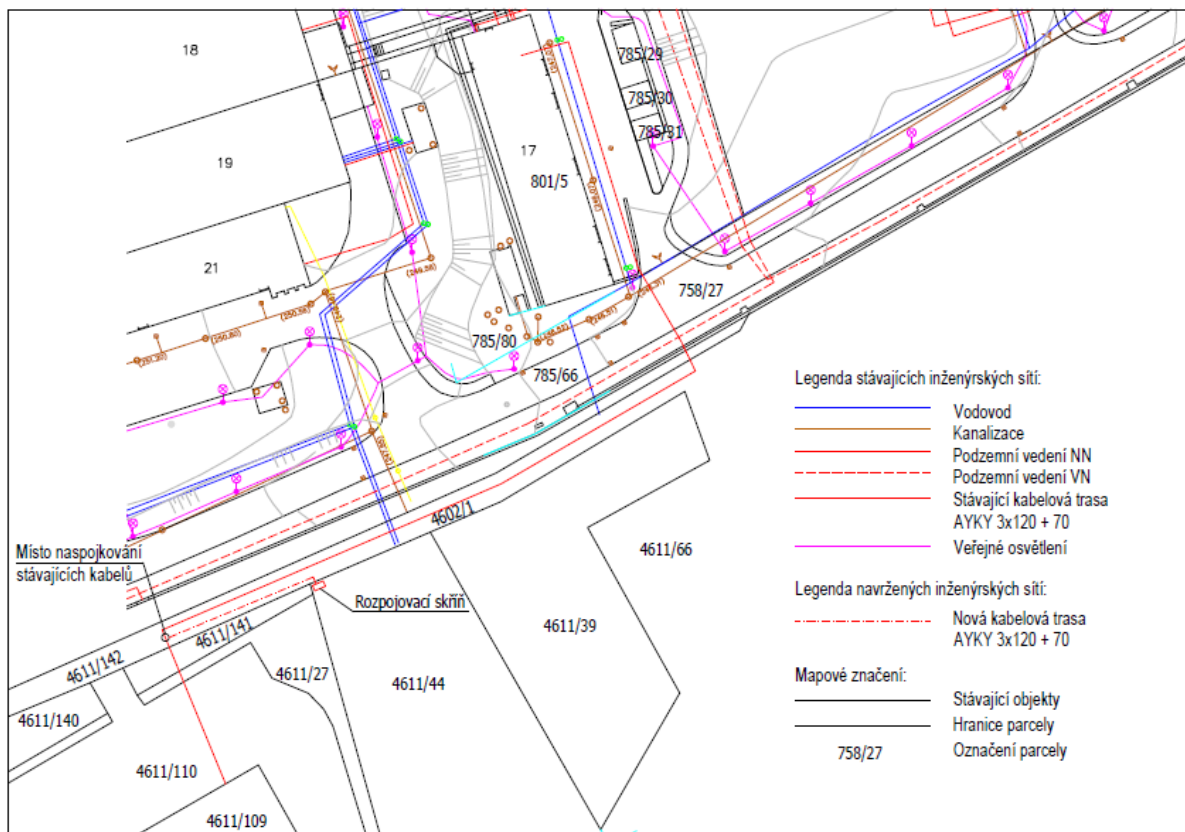 18
785/29
785/30
785/31
19
17
801/5
21
758/27
785/80
785/66
4602/1
4611/66
Místo naspojkování
stávajících kabelů
Rozpojovací skříň
4611/39
4611/141
4611/142
4611/27
4611/44
4611/140
4611/110
4611/109
(250,80)
Legenda stávajících inženýrských sítí:
Vodovod
Kanalizace
Podzemní vedení NN
Podzemní vedení VN
Stávající kabelová trasa
AYKY 3x120 + 70
Veřejné osvětlení
Legenda navržených inženýrských sítí:
Nová kabelová trasa
AYKY 3x120 + 70
Mapové značení:
Stávající objekty
Hranice parcely
758/27
Označení parcely